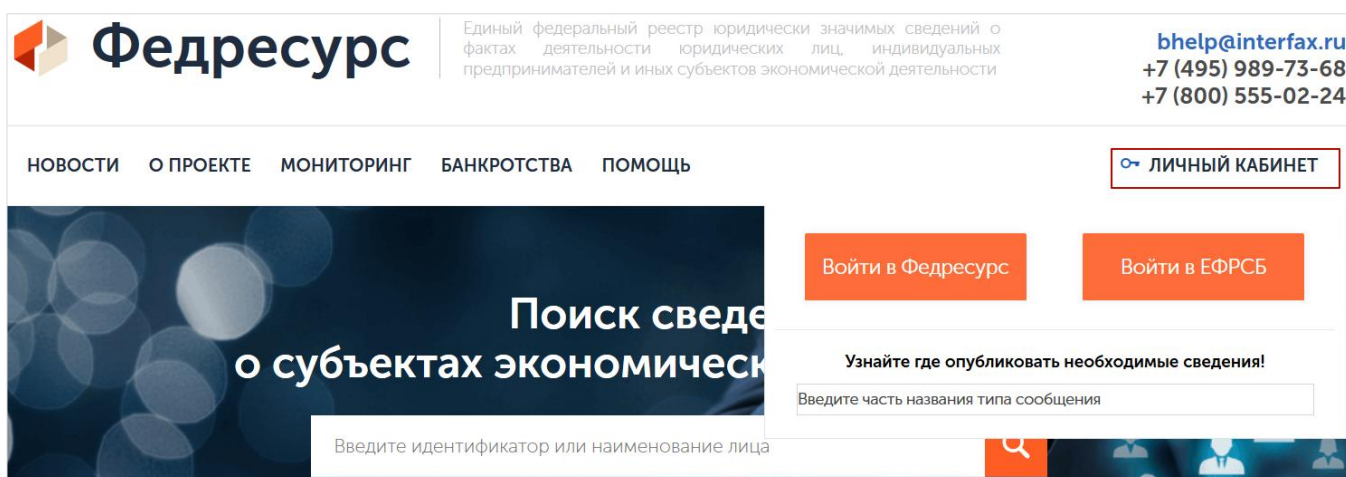 Федресурс
Единый федеральный реестр юридически значимых сведений о
фактах деятельности юридических лиц, индивидуальных
предпринимателей и иных субъектов экономической деятельности
bhelp@interfax.ru
+7 (495) 989-73-68
+7 (800) 555-02-24
НОВОСТИ О ПРОЕКТЕ МОНИТОРИНГ БАНКРОТСТВА ПОМОЩЬ
ЛИЧНЫЙ КАБИНЕТ
Войти в Федресурс Войти в ЕФРСБ
Поиск сведе
о субъектах экономическ
Узнайте где опубликовать необходимые сведения!
Введите часть названия типа сообщения
Введите идентификатор или наименование лица